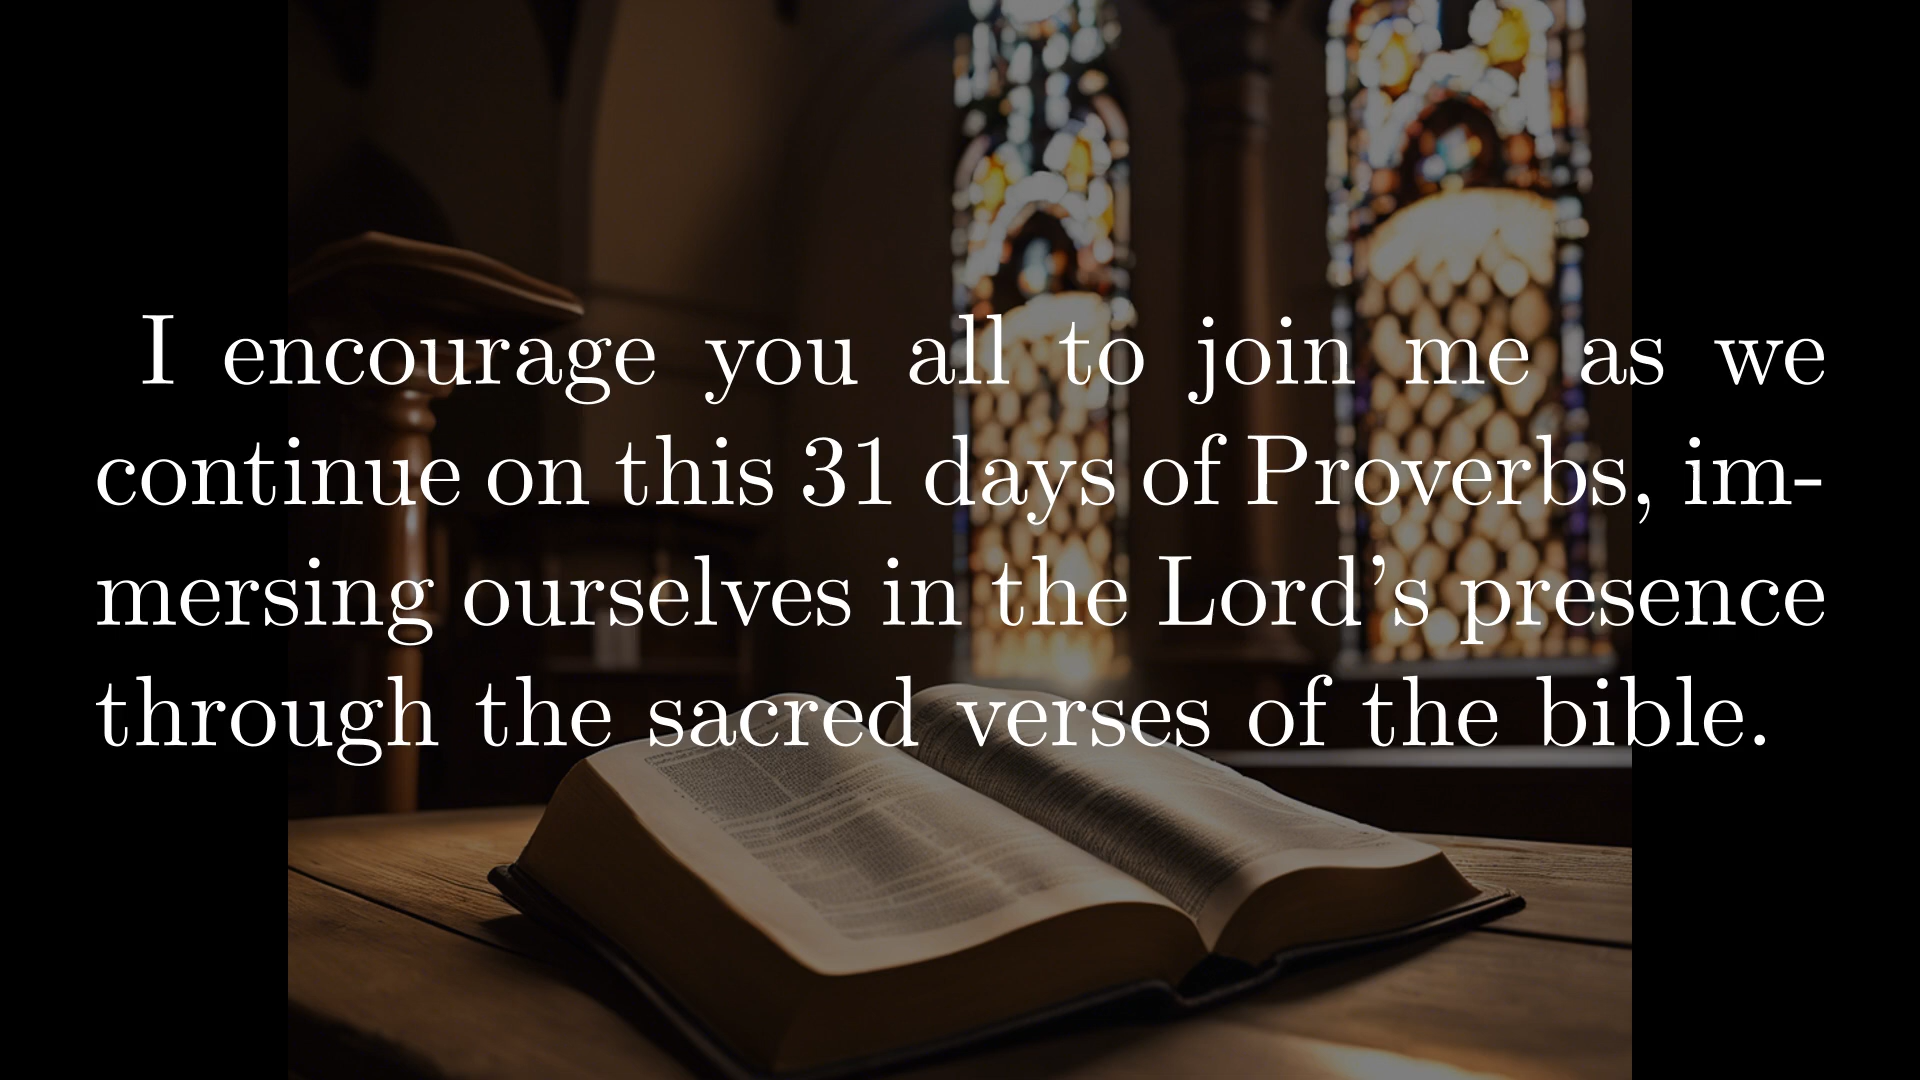 I encourage you all to join me as we
continue on this 31 days of Proverbs, im-
mersing ourselves in the Lord's presence
through the sacred verses of the bible.